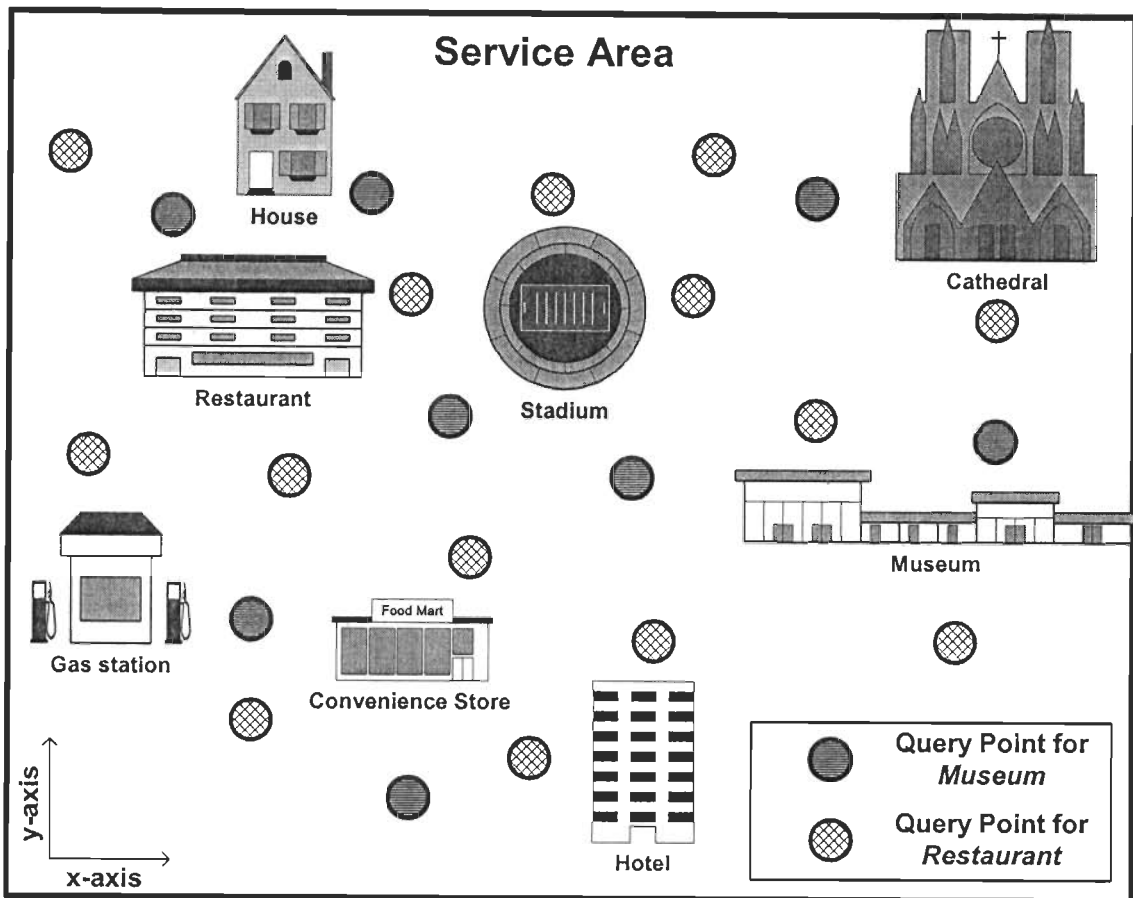 Service Area
House
Cathedral
Restaurant
Stadium
Museum
Food Mart
Gas station
Convenience Store
Hotel
y-axis
x-axis
Query Point for
Museum
Query Point for
Restaurant